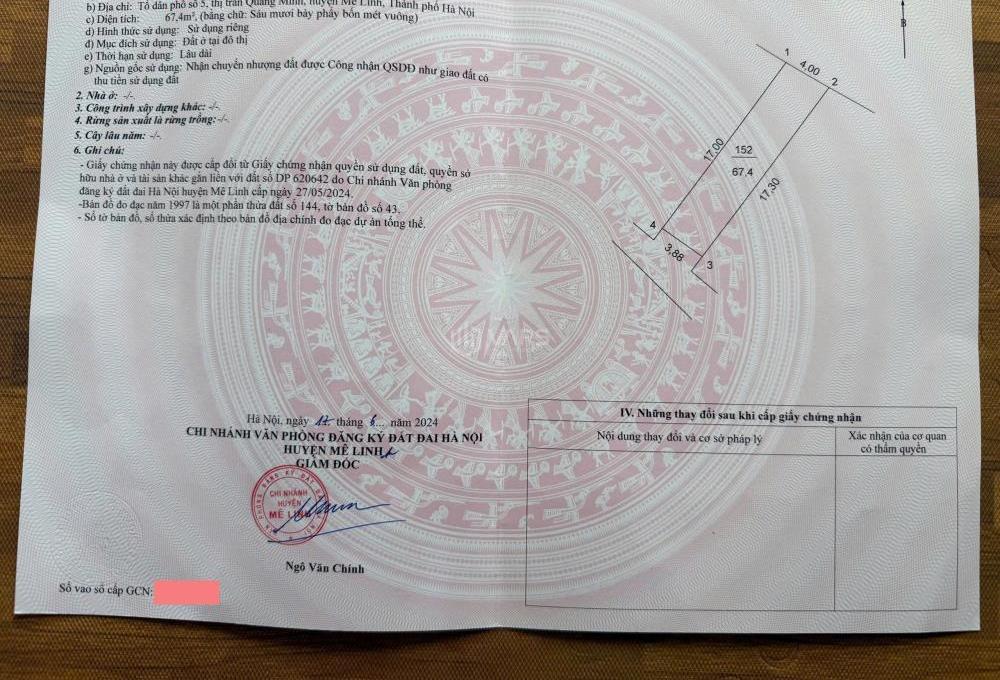 b) Địa chỉ: Tổ dân phố số 5, thị trấn Quang Minh, huyện Mê Linh, Thành phố Hà Nội
c) Diện tích: 67,4m², (bằng chữ: Sáu mươi bảy phẩy bốn mét vuông)
d) Hình thức sử dụng: Sử dụng riêng
đ) Mục đích sử dụng: Đất ở tại đô thị
e) Thời hạn sử dụng: Lâu dài
g) Nguồn gốc sử dụng: Nhận chuyển nhượng đất được Công nhận QSDĐ như giao đất có
thu tiền sử dụng đất
2. Nhà ở: -/-
3. Công trình xây dựng khác: -/-
4. Rừng sản xuất là rừng trồng: -/-
5. Cây lâu năm: -/-
6. Ghi chú:
- Giấy chứng nhận này được cấp đổi từ Giấy chứng nhận quyền sử dụng đất, quyền sở
hữu nhà ở và tài sản khác gắn liền với đất số DP 620642 do Chi nhánh Văn phòng
đăng ký đất đai Hà Nội huyện Mê Linh cấp ngày 27/05/2024.
-Bản đồ đo đạc năm 1997 là một phần thửa đất số 144, tờ bản đồ số 43.
- Số tờ bản đồ, số thửa xác định theo bản đồ địa chính đo đạc dự án tổng thể.
B
1
4.00
2
17.00
152
67.4
17.30
4
3.88
3
VARS
Hà Nội, ngày 17 tháng 6... năm 2024
CHI NHÁNH VĂN PHÒNG ĐĂNG KÝ ĐẤT ĐAI HÀ NỘI
HUYỆN MÊ LINH
GIÁM ĐỐC
CHI NHÁNH
HUYỆN
MÊ LINH
Ngô Văn Chính
Số vào sổ cấp GCN:
IV. Những thay đổi sau khi cấp giấy chứng nhận
Nội dung thay đổi và cơ sở pháp lý
Xác nhận của cơ quan
có thẩm quyền